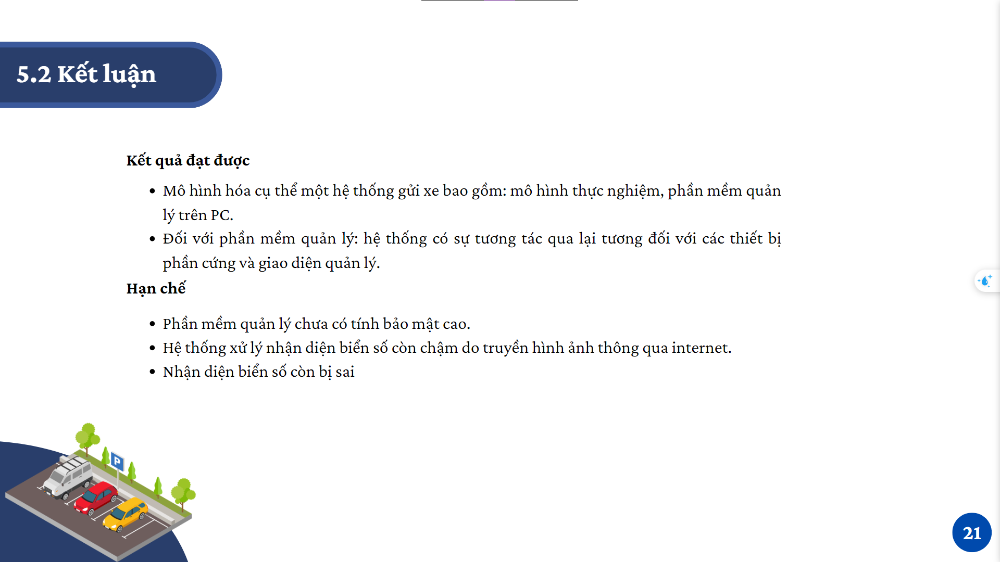 5.2 Kết luận
Kết quả đạt được
• Mô hình hóa cụ thể một hệ thống gửi xe bao gồm: mô hình thực nghiệm, phần mềm quản
lý trên PC.
• Đối với phần mềm quản lý: hệ thống có sự tương tác qua lại tương đối với các thiết bị
phần cứng và giao diện quản lý.
Hạn chế
• Phần mềm quản lý chưa có tính bảo mật cao.
• Hệ thống xử lý nhận diện biển số còn chậm do truyền hình ảnh thông qua internet.
• Nhận diện biển số còn bị sai
P
21